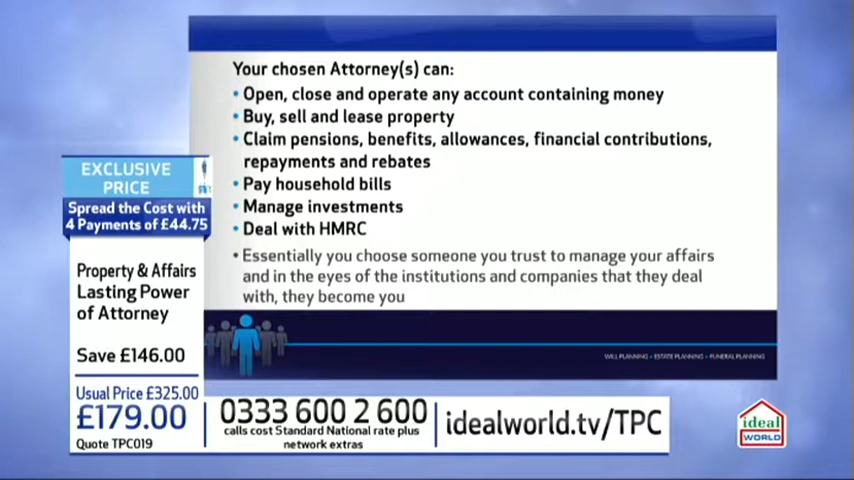 Your chosen Attorney(s) can:
• Open, close and operate any account containing money
• Buy, sell and lease property
• Claim pensions, benefits, allowances, financial contributions,
repayments and rebates
• Pay household bills
• Manage investments
• Deal with HMRC
• Essentially you choose someone you trust to manage your affairs
and in the eyes of the institutions and companies that they deal
with, they become you
WILL PLANNING • ESTATE PLANNING • FUNERAL PLANNING
EXCLUSIVE
PRICE
Spread the Cost with
4 Payments of £44.75
Property & Affairs
Lasting Power
of Attorney
Save £146.00
Usual Price £325.00
£179.00
Quote TPC019
0333 600 2 600
calls cost Standard National rate plus
network extras
idealworld.tv/TPC
ideal
WORLD